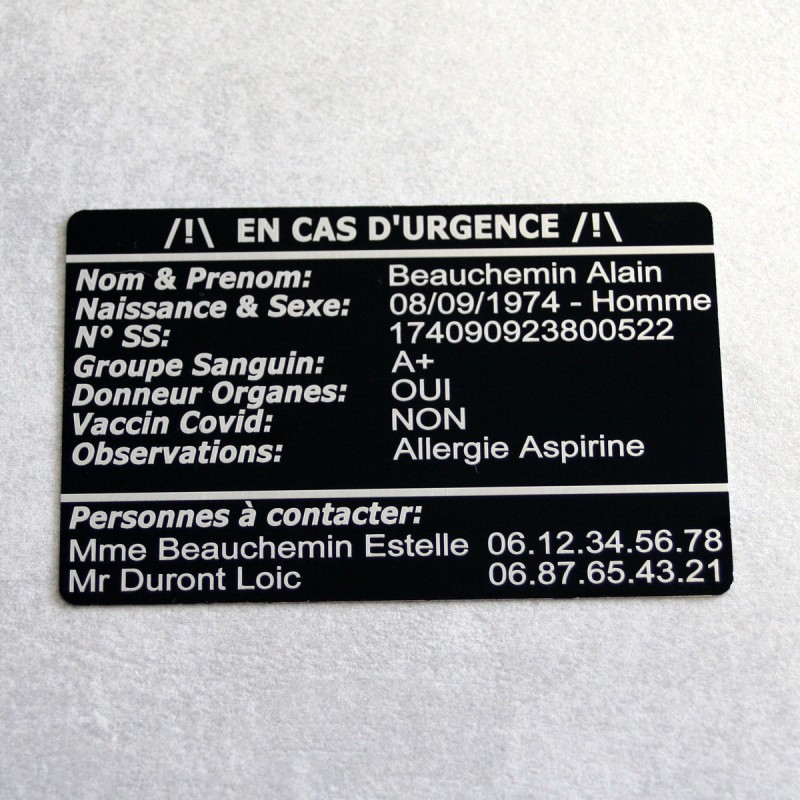 /!\ EN CAS D'URGENCE /!\
Nom & Prenom: Beauchemin Alain
Naissance & Sexe: 08/09/1974 - Homme
N° SS: 174090923800522
Groupe Sanguin: A+
Donneur Organes: OUI
Vaccin Covid: NON
Observations: Allergie Aspirine
Personnes à contacter:
Mme Beauchemin Estelle 06.12.34.56.78
Mr Duront Loic 06.87.65.43.21